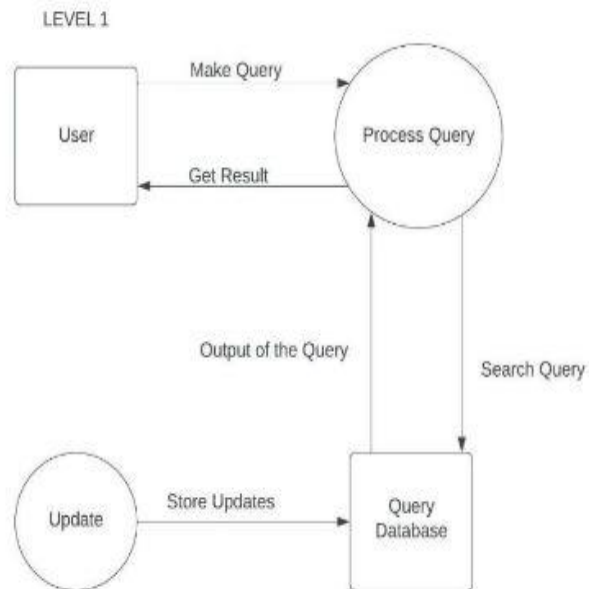 LEVEL 1
Make Query
User
Process Query
Get Result
Output of the Query
Search Query
Update
Store Updates
Query
Database